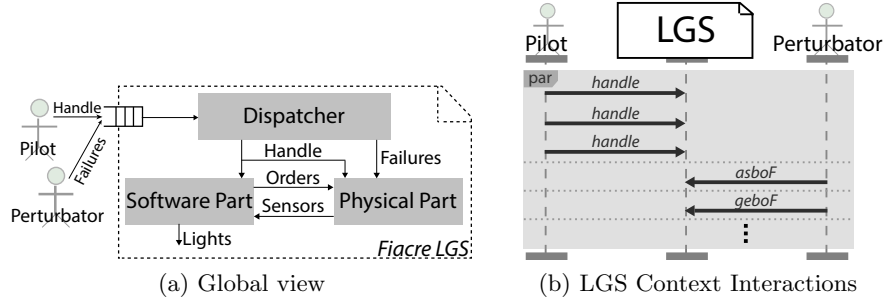 Handle
Pilot
Failures
Perturbator
Dispatcher
Handle
Failures
Orders
Software Part
Physical Part
Sensors
Lights
Fiacre LGS
(a) Global view
Pilot
LGS
Perturbator
par
handle
handle
handle
asboF
geboF
(b) LGS Context Interactions